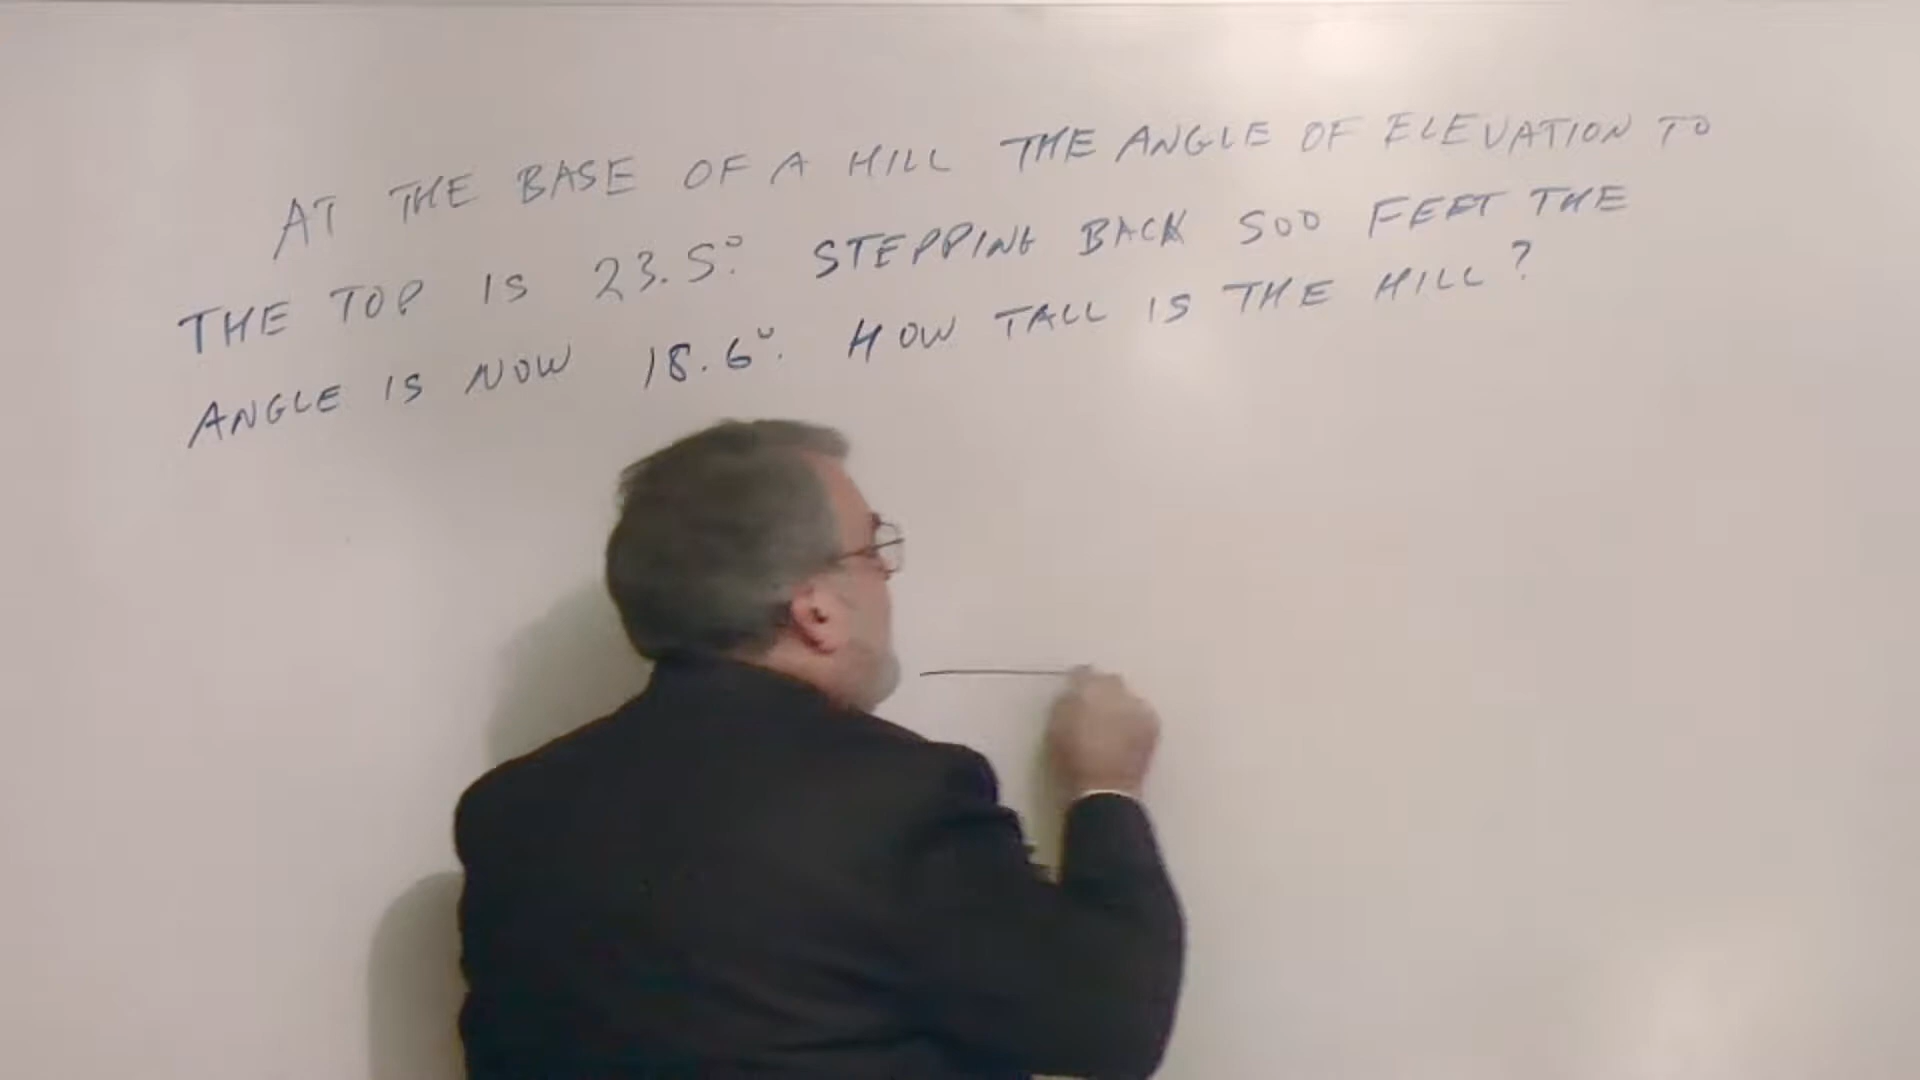 AT THE BASE OF A HILL THE ANGLE OF ELEVATION TO
THE TOP IS 23.5°. STEPPING BACK 500 FEET THE
ANGLE IS NOW 18.6°. HOW TALL IS THE HILL?